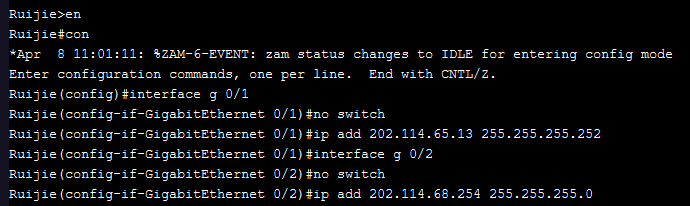 Ruijie>en
Ruijie#con
*Apr  8 11:01:11: %ZAM-6-EVENT: zam status changes to IDLE for entering config mode
Enter configuration commands, one per line.  End with CNTL/Z.
Ruijie(config)#interface g 0/1
Ruijie(config-if-GigabitEthernet 0/1)#no switch
Ruijie(config-if-GigabitEthernet 0/1)#ip add 202.114.65.13 255.255.255.252
Ruijie(config-if-GigabitEthernet 0/1)#interface g 0/2
Ruijie(config-if-GigabitEthernet 0/2)#no switch
Ruijie(config-if-GigabitEthernet 0/2)#ip add 202.114.68.254 255.255.255.0